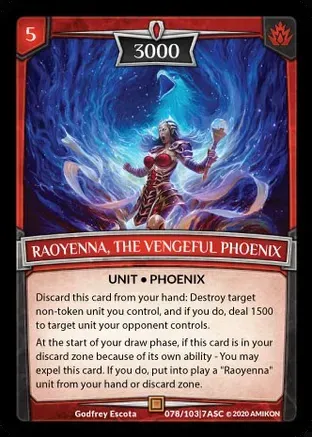 5
3000
RAOYENNA, THE VENGEFUL PHOENIX
UNIT • PHOENIX
Discard this card from your hand: Destroy target
non-token unit you control, and if you do, deal 1500
to target unit your opponent controls.
At the start of your draw phase, if this card is in your
discard zone because of its own ability - You may
expel this card. If you do, put into play a "Raoyenna"
unit from your hand or discard zone.
Godfrey Escota 078/103|7ASC ©2020 AMIKON